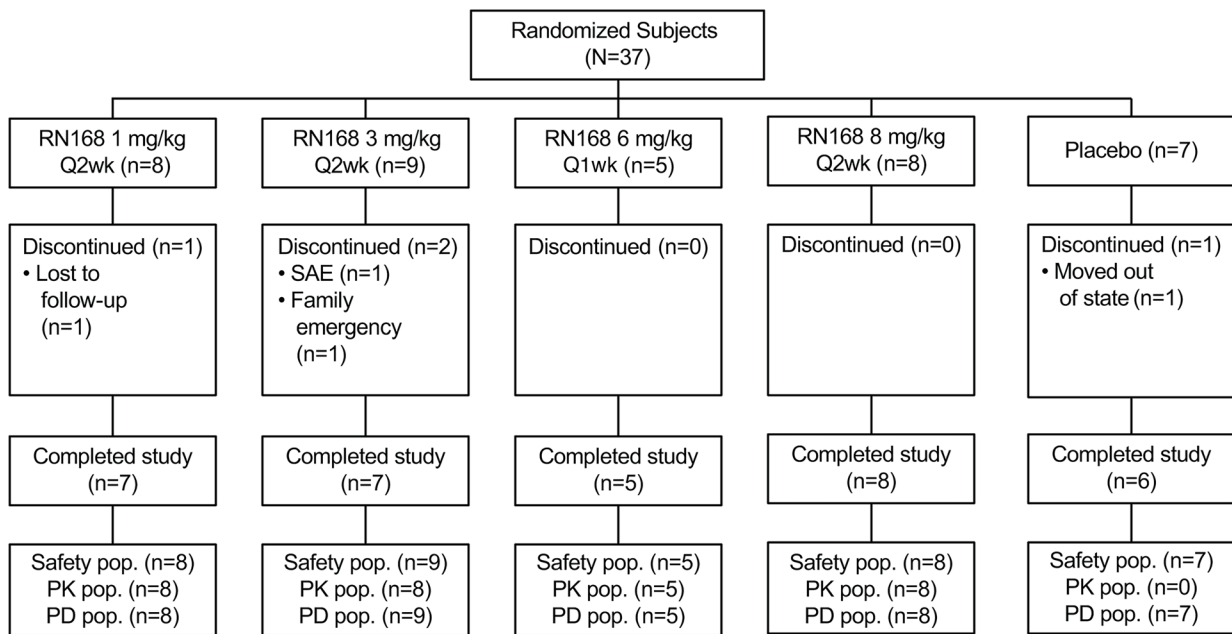 Randomized Subjects
(N=37)
RN168 1 mg/kg
Q2wk (n=8)
RN168 3 mg/kg
Q2wk (n=9)
RN168 6 mg/kg
Q1wk (n=5)
RN168 8 mg/kg
Q2wk (n=8)
Placebo (n=7)
Discontinued (n=1)
• Lost to
follow-up
(n=1)
Discontinued (n=2)
• SAE (n=1)
• Family
emergency
(n=1)
Discontinued (n=0)
Discontinued (n=0)
Discontinued (n=1)
• Moved out
of state (n=1)
Completed study
(n=7)
Completed study
(n=7)
Completed study
(n=5)
Completed study
(n=8)
Completed study
(n=6)
Safety pop. (n=8)
PK pop. (n=8)
PD pop. (n=8)
Safety pop. (n=9)
PK pop. (n=8)
PD pop. (n=9)
Safety pop. (n=5)
PK pop. (n=5)
PD pop. (n=5)
Safety pop. (n=8)
PK pop. (n=8)
PD pop. (n=8)
Safety pop. (n=7)
PK pop. (n=0)
PD pop. (n=7)